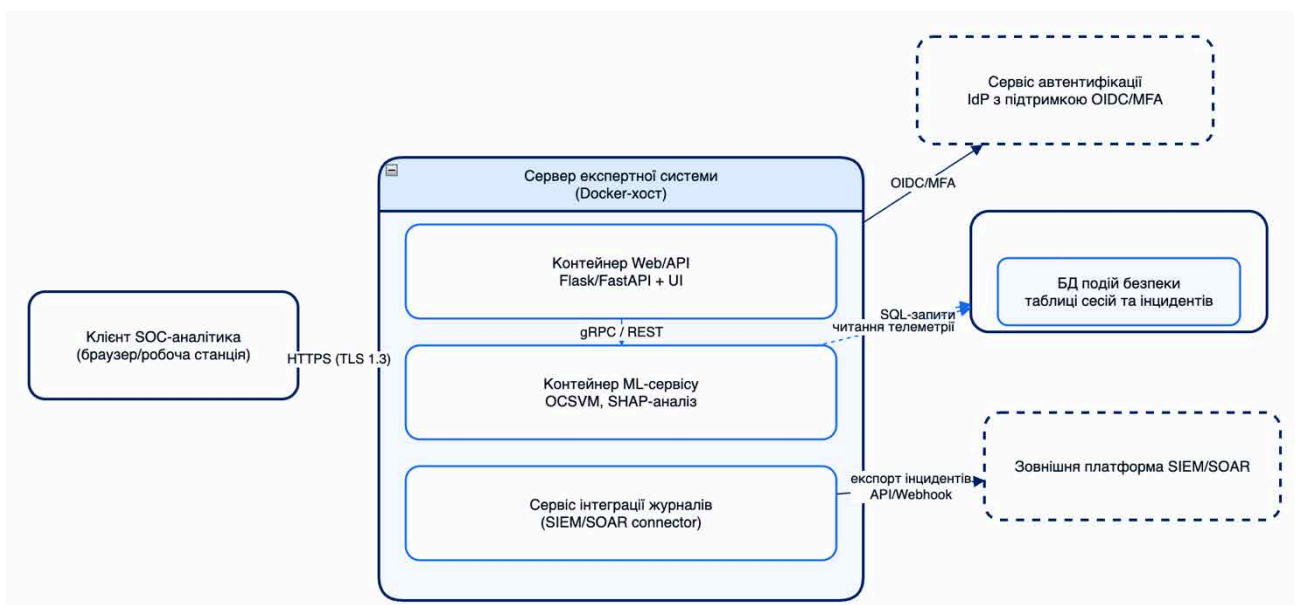 Сервіс автентифікації
IdP з підтримкою OIDC/MFA
OIDC/MFA
Сервер експертної системи
(Docker-хост)
Контейнер Web/API
Flask/FastAPI + UI
gRPC / REST
Контейнер ML-сервісу
OCSVM, SHAP-аналіз
Сервіс інтеграції журналів
(SIEM/SOAR connector)
Клієнт SOC-аналітика
(браузер/робоча станція)
HTTPS (TLS 1.3)
SQL-запити
читання телеметрії
БД подій безпеки
таблиці сесій та інцидентів
експорт інцидентів
API/Webhook
Зовнішня платформа SIEM/SOAR